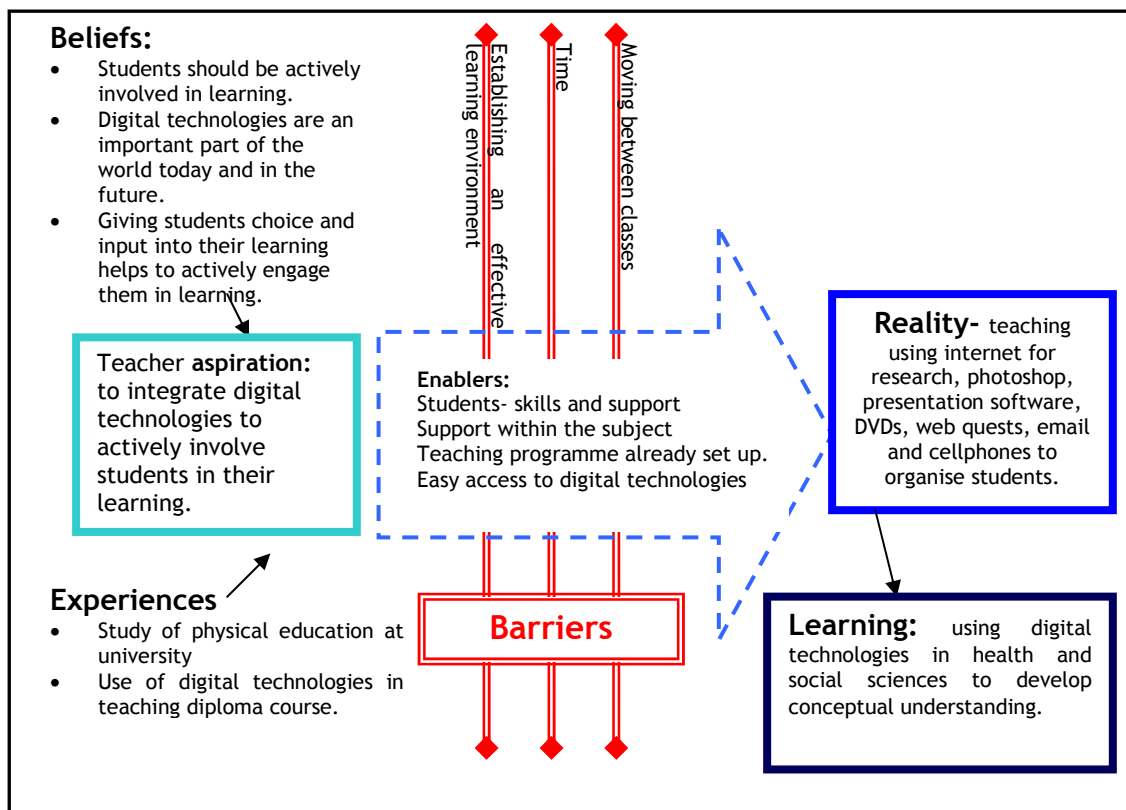 Beliefs:
• Students should be actively
involved in learning.
• Digital technologies are an
important part of the
world today and in the
future.
• Giving students choice and
input into their learning
helps to actively engage
them in learning.
Establishing an effective
learning environment
Time
Moving between classes
Teacher aspiration:
to integrate digital
technologies to
actively involve
students in their
learning.
Enablers:
Students- skills and support
Support within the subject
Teaching programme already set up.
Easy access to digital technologies
Reality- teaching
using internet for
research, photoshop,
presentation software,
DVDs, web quests, email
and cellphones to
organise students.
Experiences
• Study of physical education at
university
• Use of digital technologies in
teaching diploma course.
Barriers
Learning: using digital
technologies in health and
social sciences to develop
conceptual understanding.